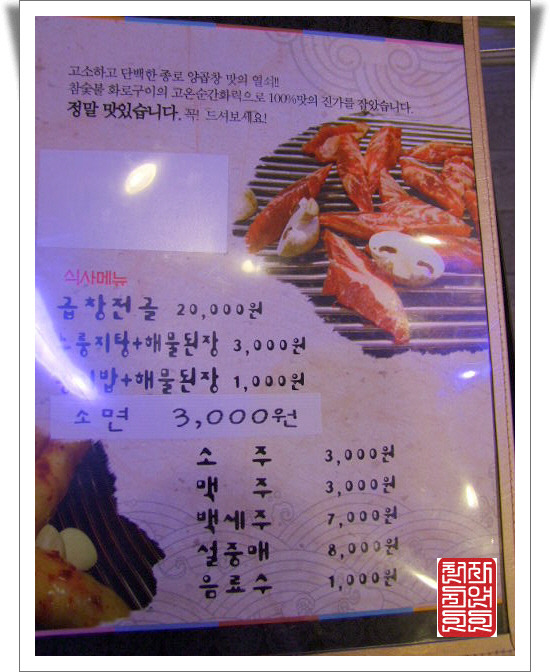 고소하고 단백한 종로 양곱창 맛의 열쇠!!
참숯불 화로구이의 고온순간화력으로 100%맛의 진가를 잡았습니다.
정말 맛있습니다. 꼭! 드셔보세요!
식사메뉴
곱창전골 20,000원
누룽지탕+해물된장 3,000원
공기밥+해물된장 1,000원
소면 3,000원
소주 3,000원
맥주 3,000원
백세주 7,000원
설중매 8,000원
음료수 1,000원